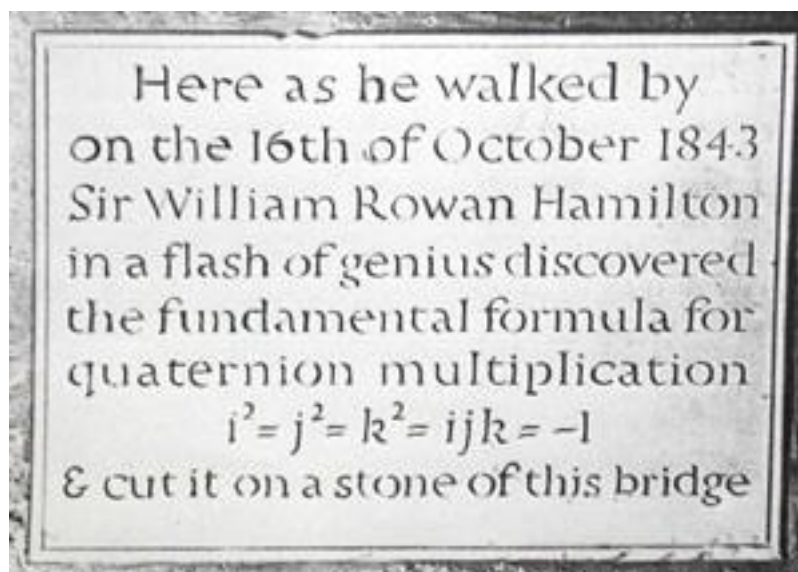 Here as he walked by
on the 16th of October 1843
Sir William Rowan Hamilton
in a flash of genius discovered
the fundamental formula for
quaternion multiplication
i² = j² = k² = ijk = −1
& cut it on a stone of this bridge